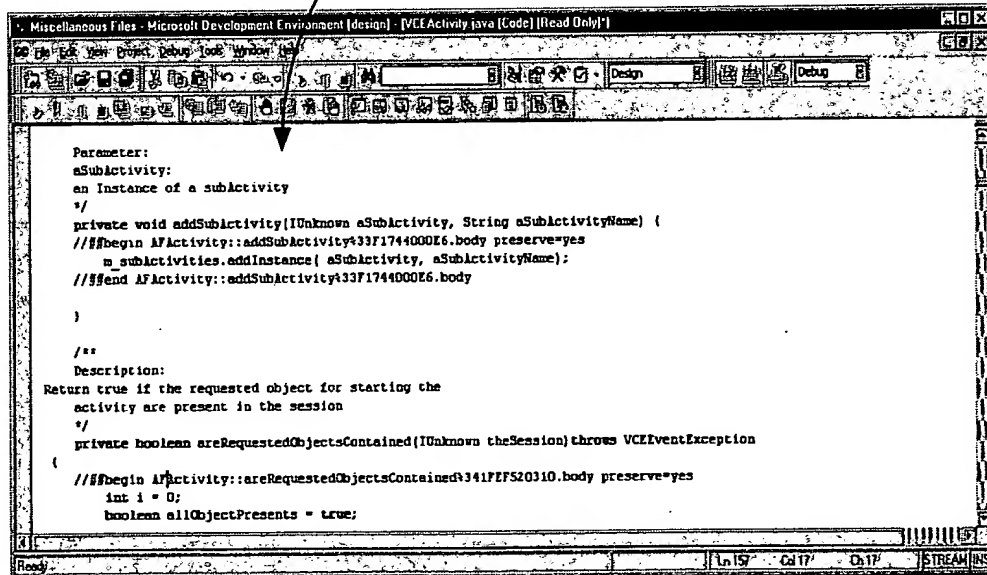 Miscellaneous Files - Microsoft Development Environment [design] - [VCEActivity.java [Code] [Read Only]*]
File Edit View Project Debug Tools Window Help
Design Debug
Parameter:
aSubActivity:
an Instance of a subActivity
*/
private void addSubActivity(IUnknown aSubActivity, String aSubActivityName) {
//##begin AFActivity::addSubActivity%33F1744000E6.body preserve=yes
m_subActivities.addInstance( aSubActivity, aSubActivityName);
//##end AFActivity::addSubActivity%33F1744000E6.body
}
/**
Description:
Return true if the requested object for starting the
activity are present in the session
*/
private boolean areRequestedObjectsContained(IUnknown theSession)throws VCEEventException
{
//##begin AFActivity::areRequestedObjectsContained%341FEF520310.body preserve=yes
int i = 0;
boolean allObjectPresents = true;
Ready Ln 157 Col 17 Ch 17 STREAM INS